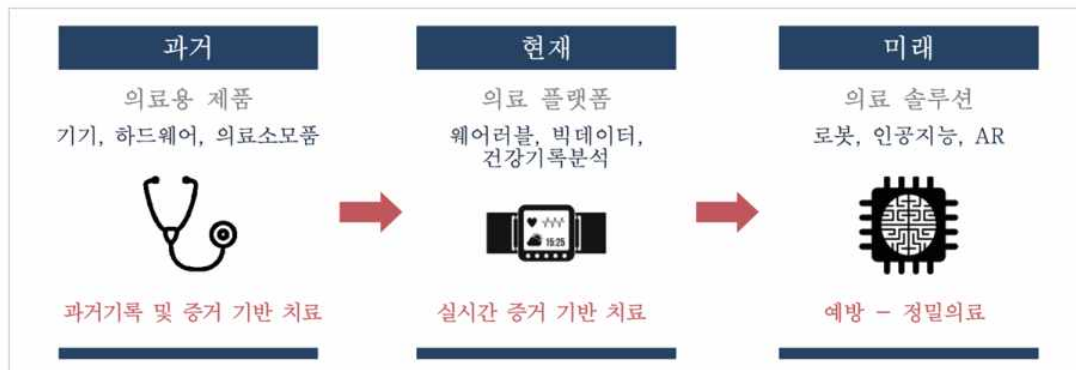 과거
의료용 제품
기기, 하드웨어, 의료소모품
과거기록 및 증거 기반 치료
현재
의료 플랫폼
웨어러블, 빅데이터,
건강기록분석
15:25
실시간 증거 기반 치료
미래
의료 솔루션
로봇, 인공지능, AR
예방 - 정밀의료